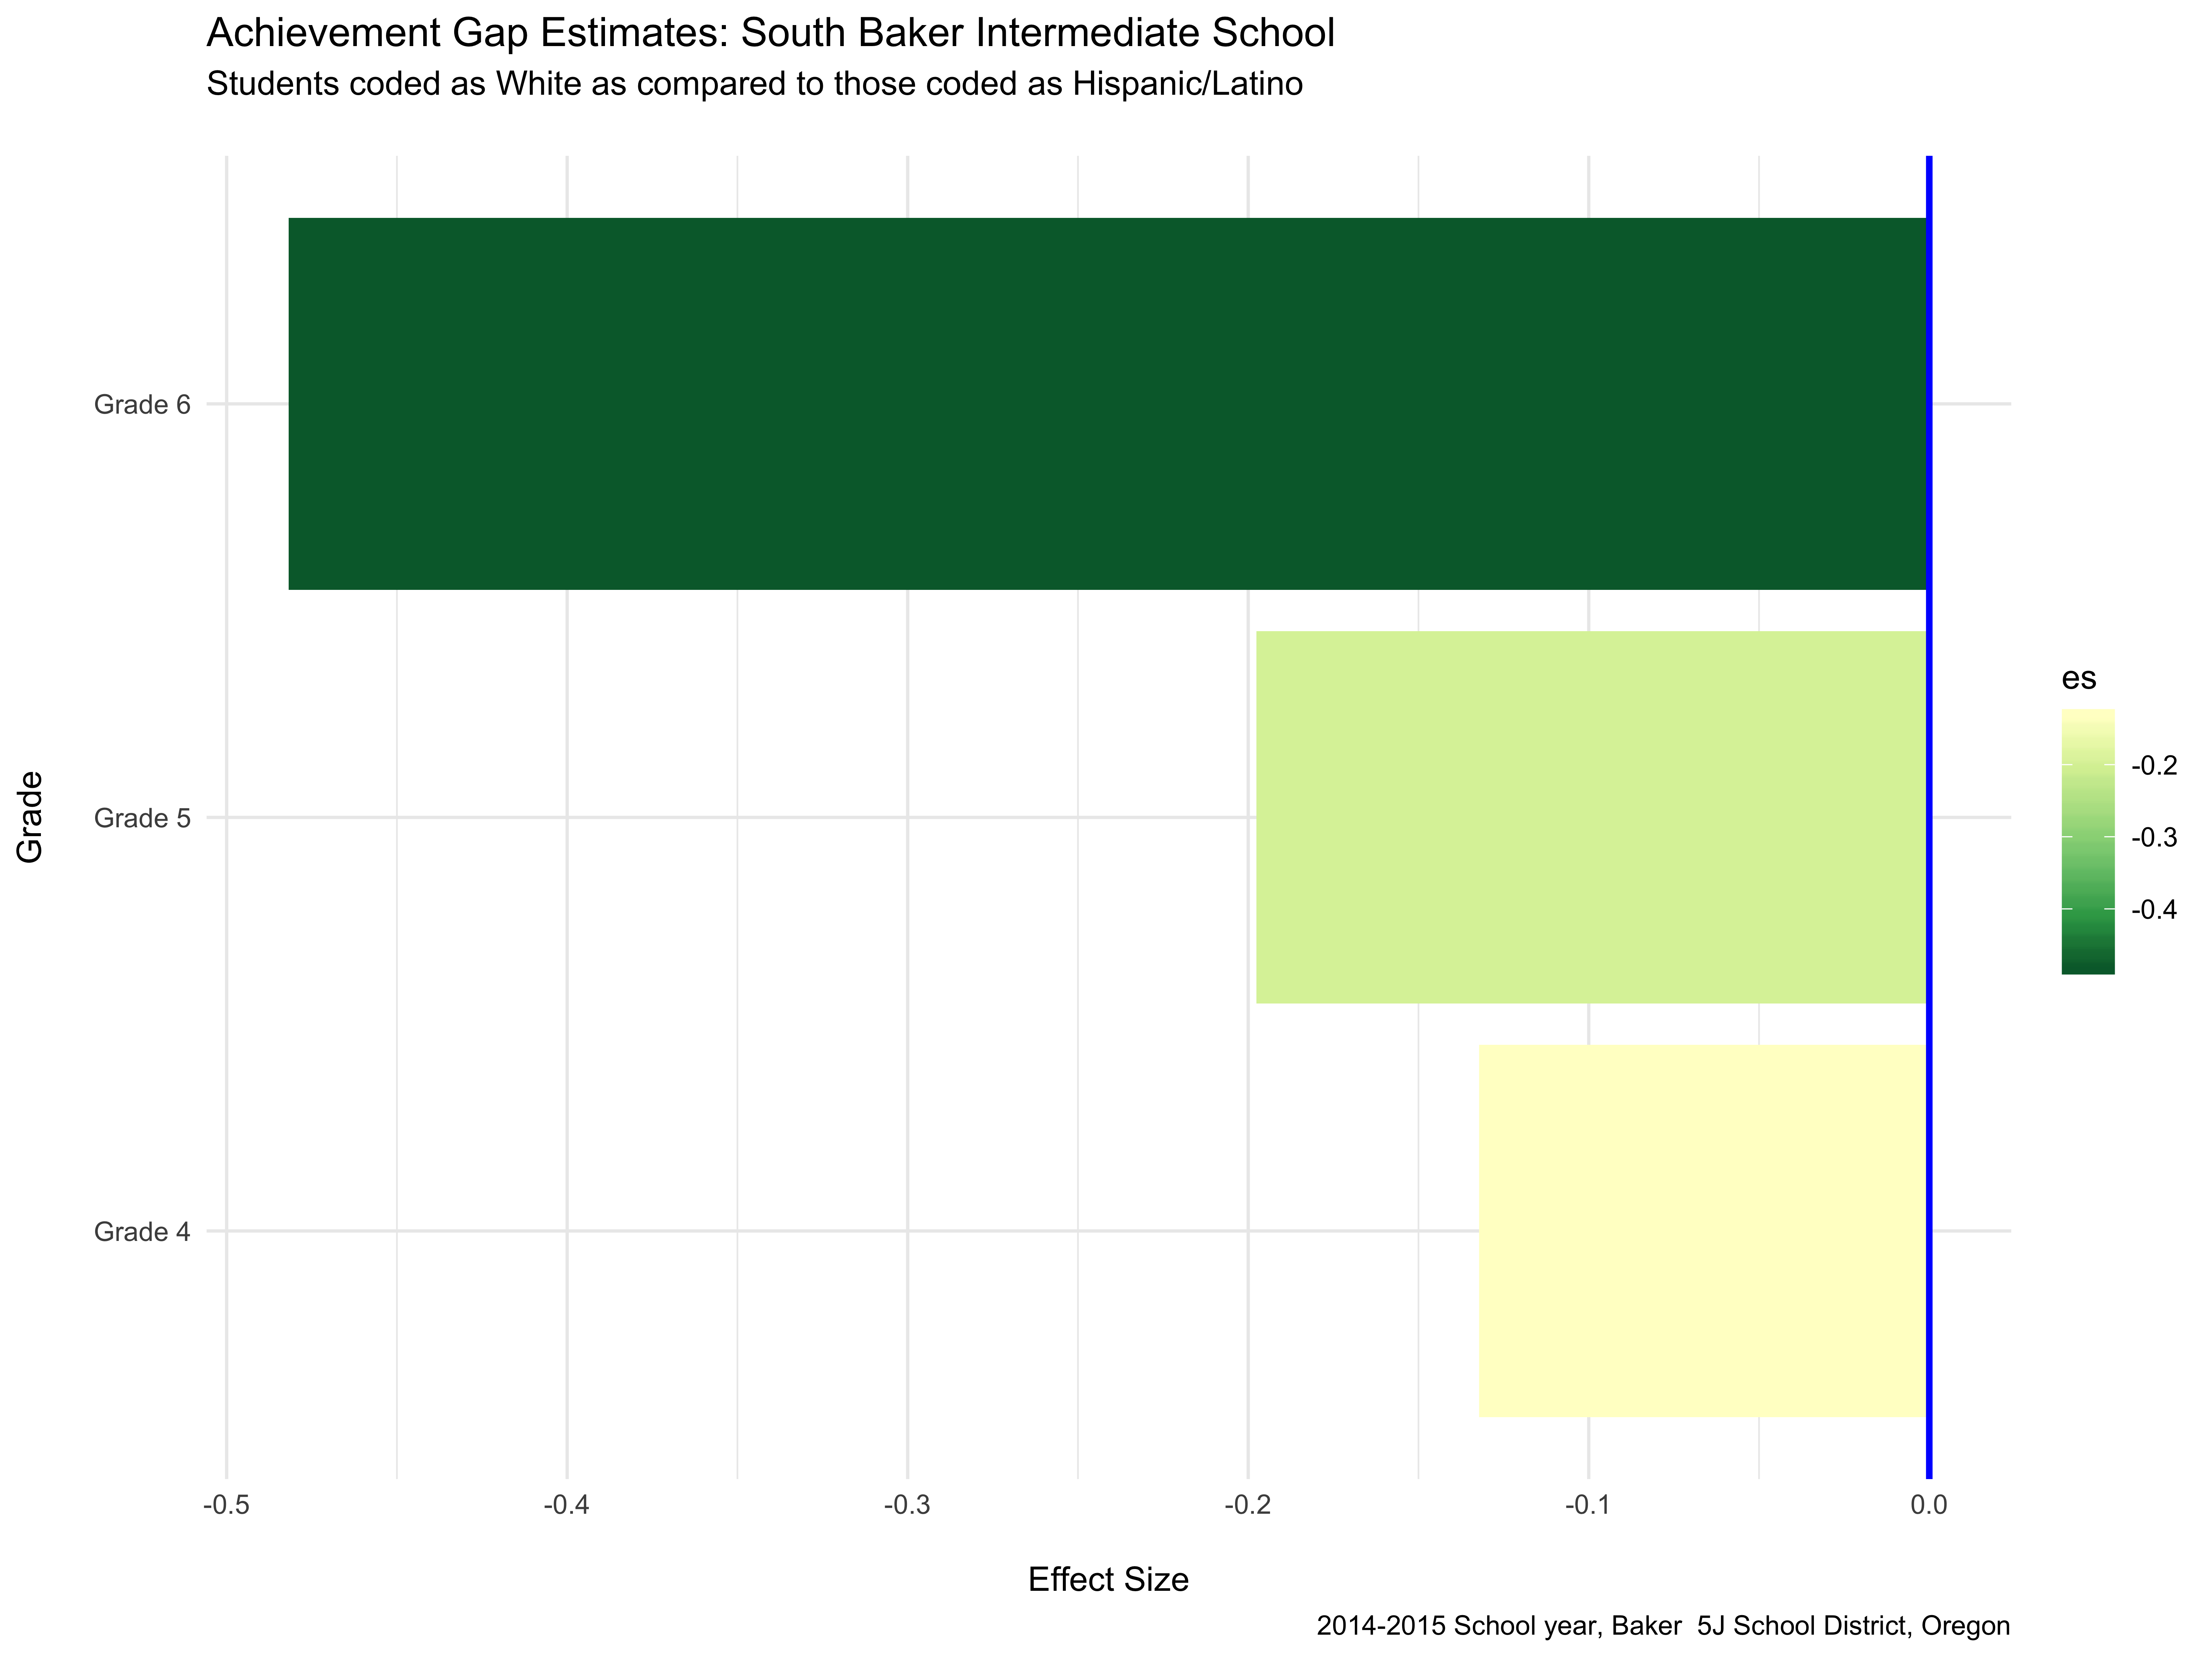 Achievement Gap Estimates: South Baker Intermediate School
Students coded as White as compared to those coded as Hispanic/Latino
Grade
Grade 6
Grade 5
Grade 4
-0.5 -0.4 -0.3 -0.2 -0.1 0.0
Effect Size
es
-0.2
-0.3
-0.4
2014-2015 School year, Baker  5J School District, Oregon